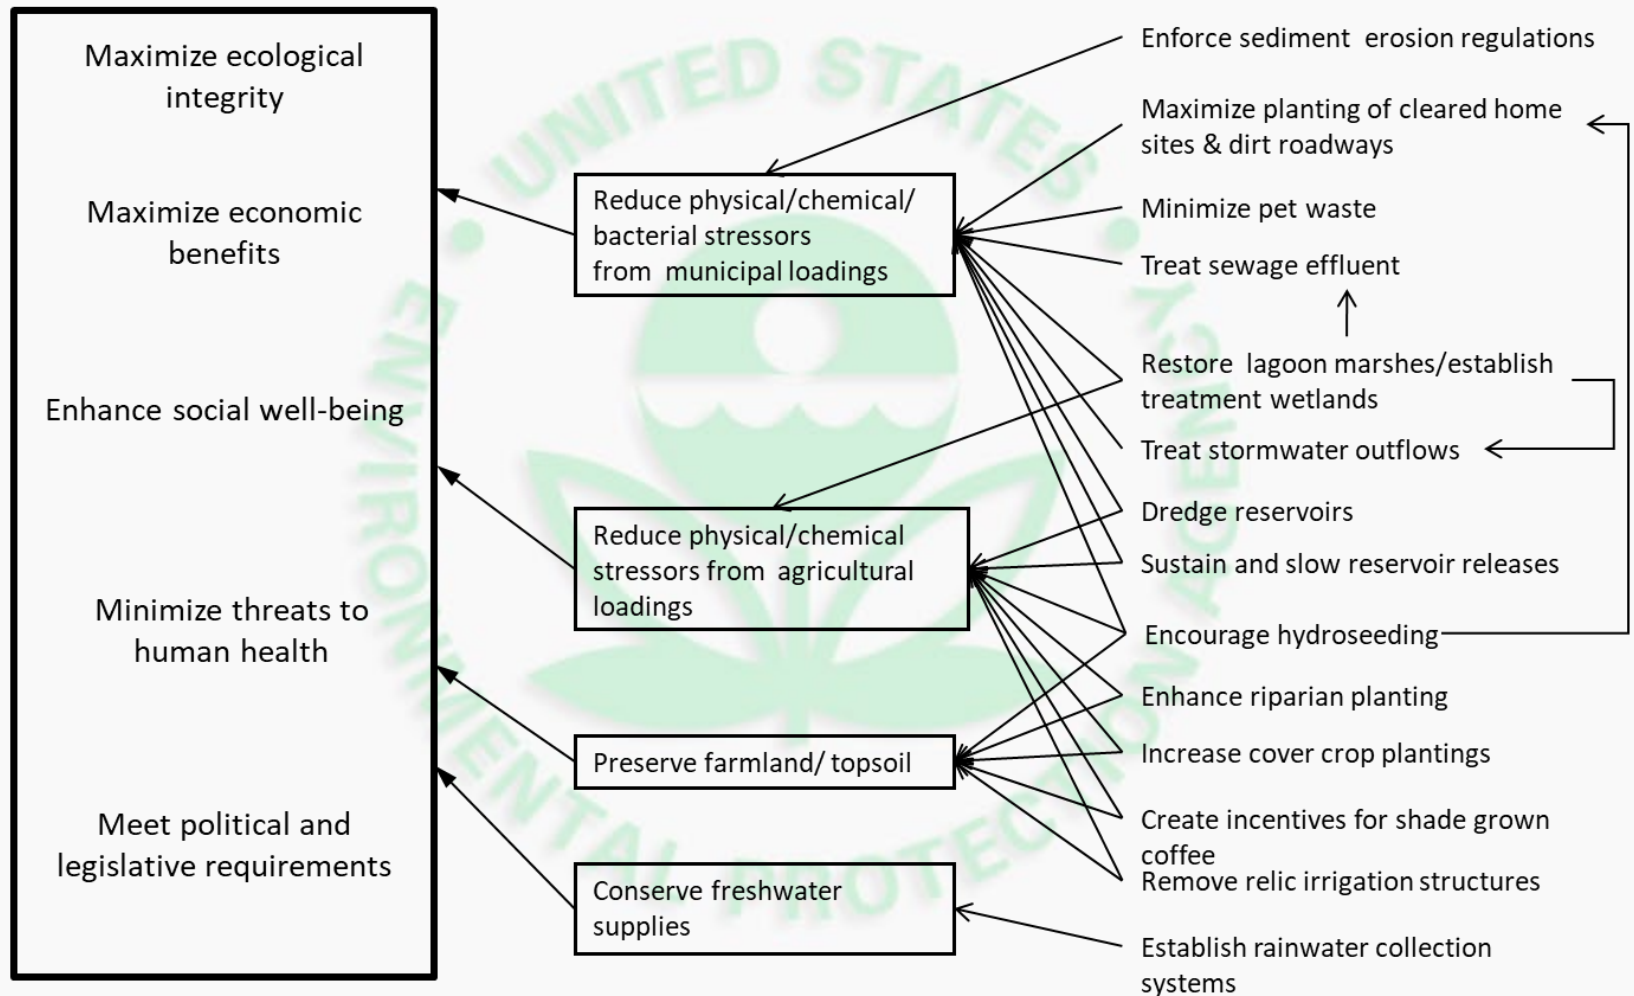 Maximize ecological
integrity
Maximize economic
benefits
Enhance social well-being
Minimize threats to
human health
Meet political and
legislative requirements
Reduce physical/chemical/
bacterial stressors
from municipal loadings
Reduce physical/chemical
stressors from agricultural
loadings
Preserve farmland/ topsoil
Conserve freshwater
supplies
Enforce sediment erosion regulations
Maximize planting of cleared home
sites & dirt roadways
Minimize pet waste
Treat sewage effluent
Restore lagoon marshes/establish
treatment wetlands
Treat stormwater outflows
Dredge reservoirs
Sustain and slow reservoir releases
Encourage hydroseeding
Enhance riparian planting
Increase cover crop plantings
Create incentives for shade grown
coffee
Remove relic irrigation structures
Establish rainwater collection
systems
UNITED STATES
ENVIRONMENTAL PROTECTION AGENCY